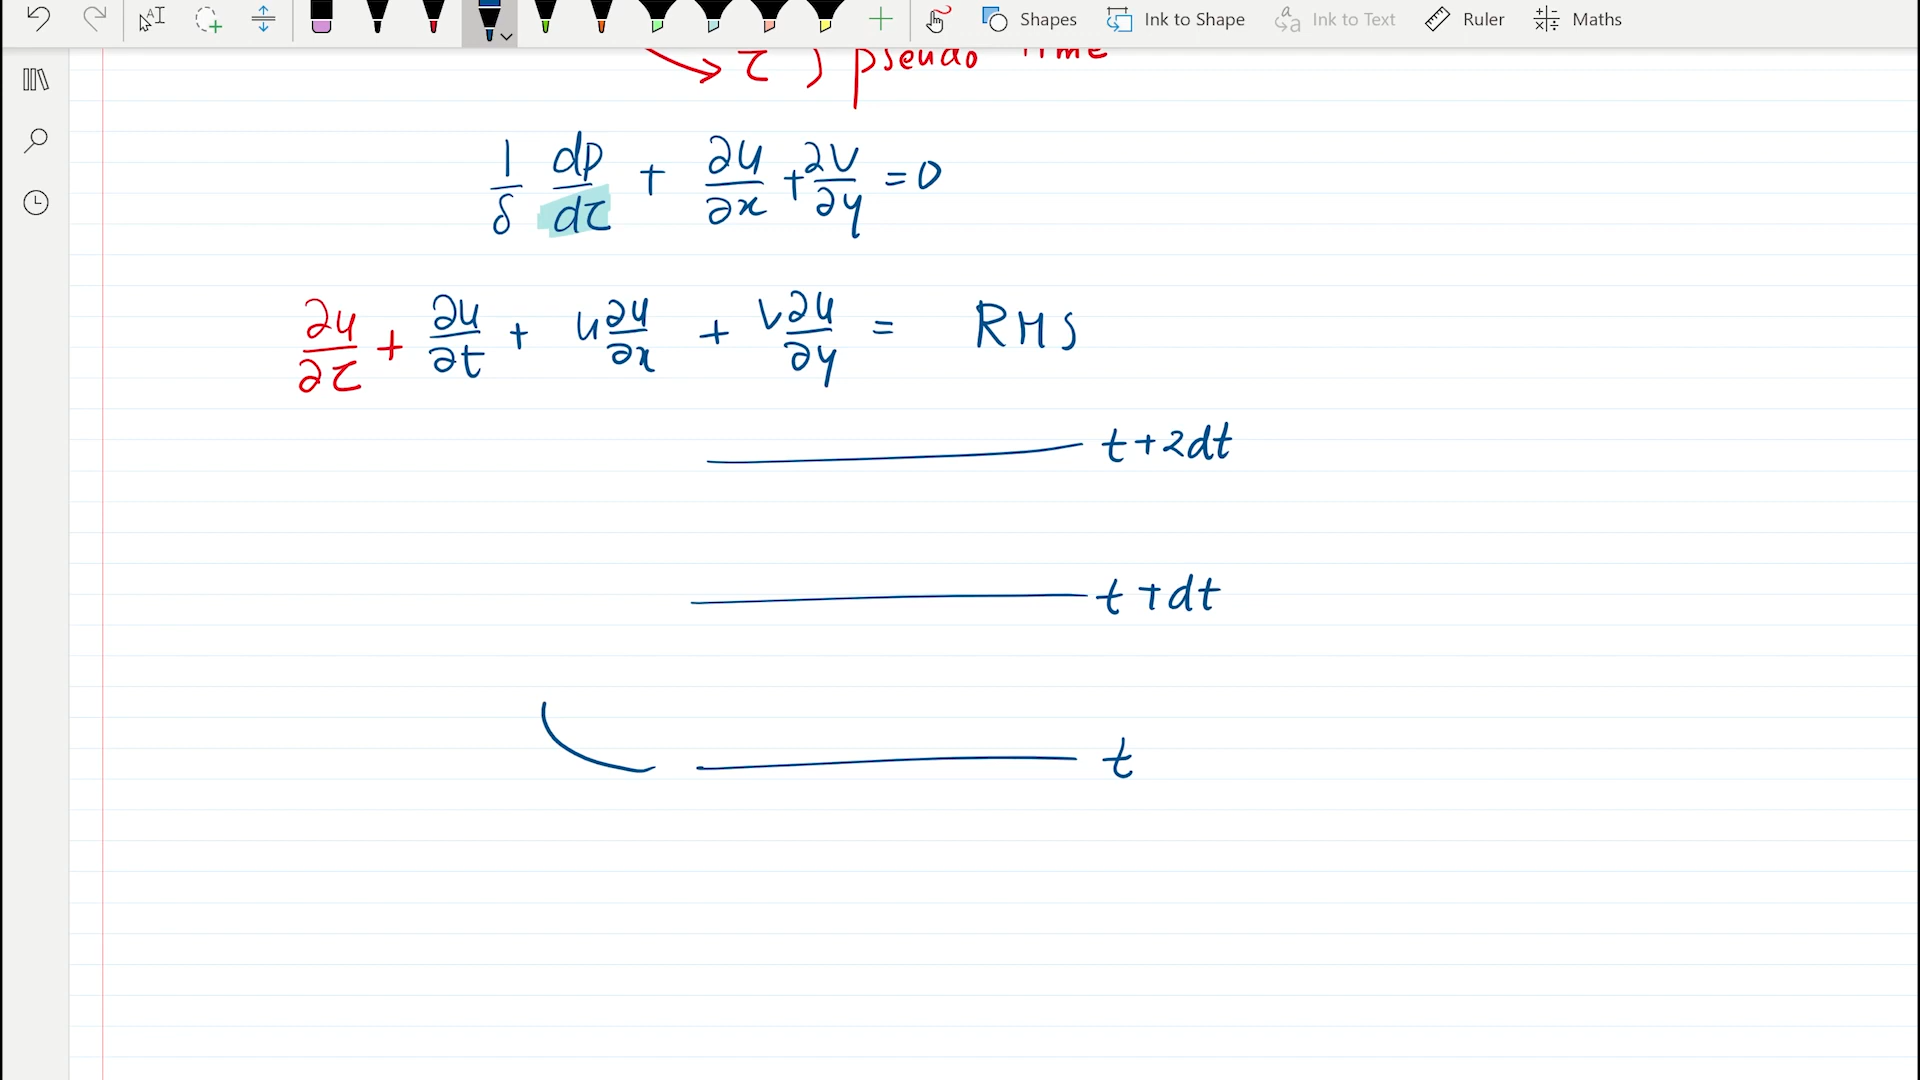 Shapes Ink to Shape Ink to Text Ruler Maths
→ τ ) pseudo time
1/δ dp/dτ + ∂u/∂x + ∂v/∂y = 0
∂u/∂τ + ∂u/∂t + u ∂u/∂x + v ∂u/∂y = RHS
t+2dt
t+dt
t